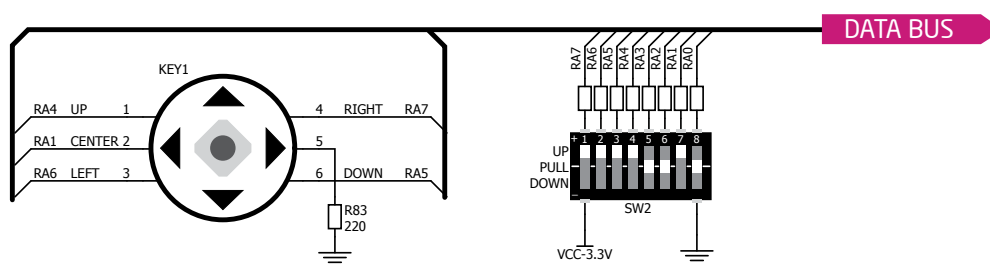 DATA BUS
KEY1
RA4 UP 1
RA1 CENTER 2
RA6 LEFT 3
4 RIGHT RA7
5
6 DOWN RA5
R83
220
RA7
RA6
RA5
RA4
RA3
RA2
RA1
RA0
+ 1 2 3 4 5 6 7 8
UP
PULL
DOWN
_
SW2
VCC-3.3V